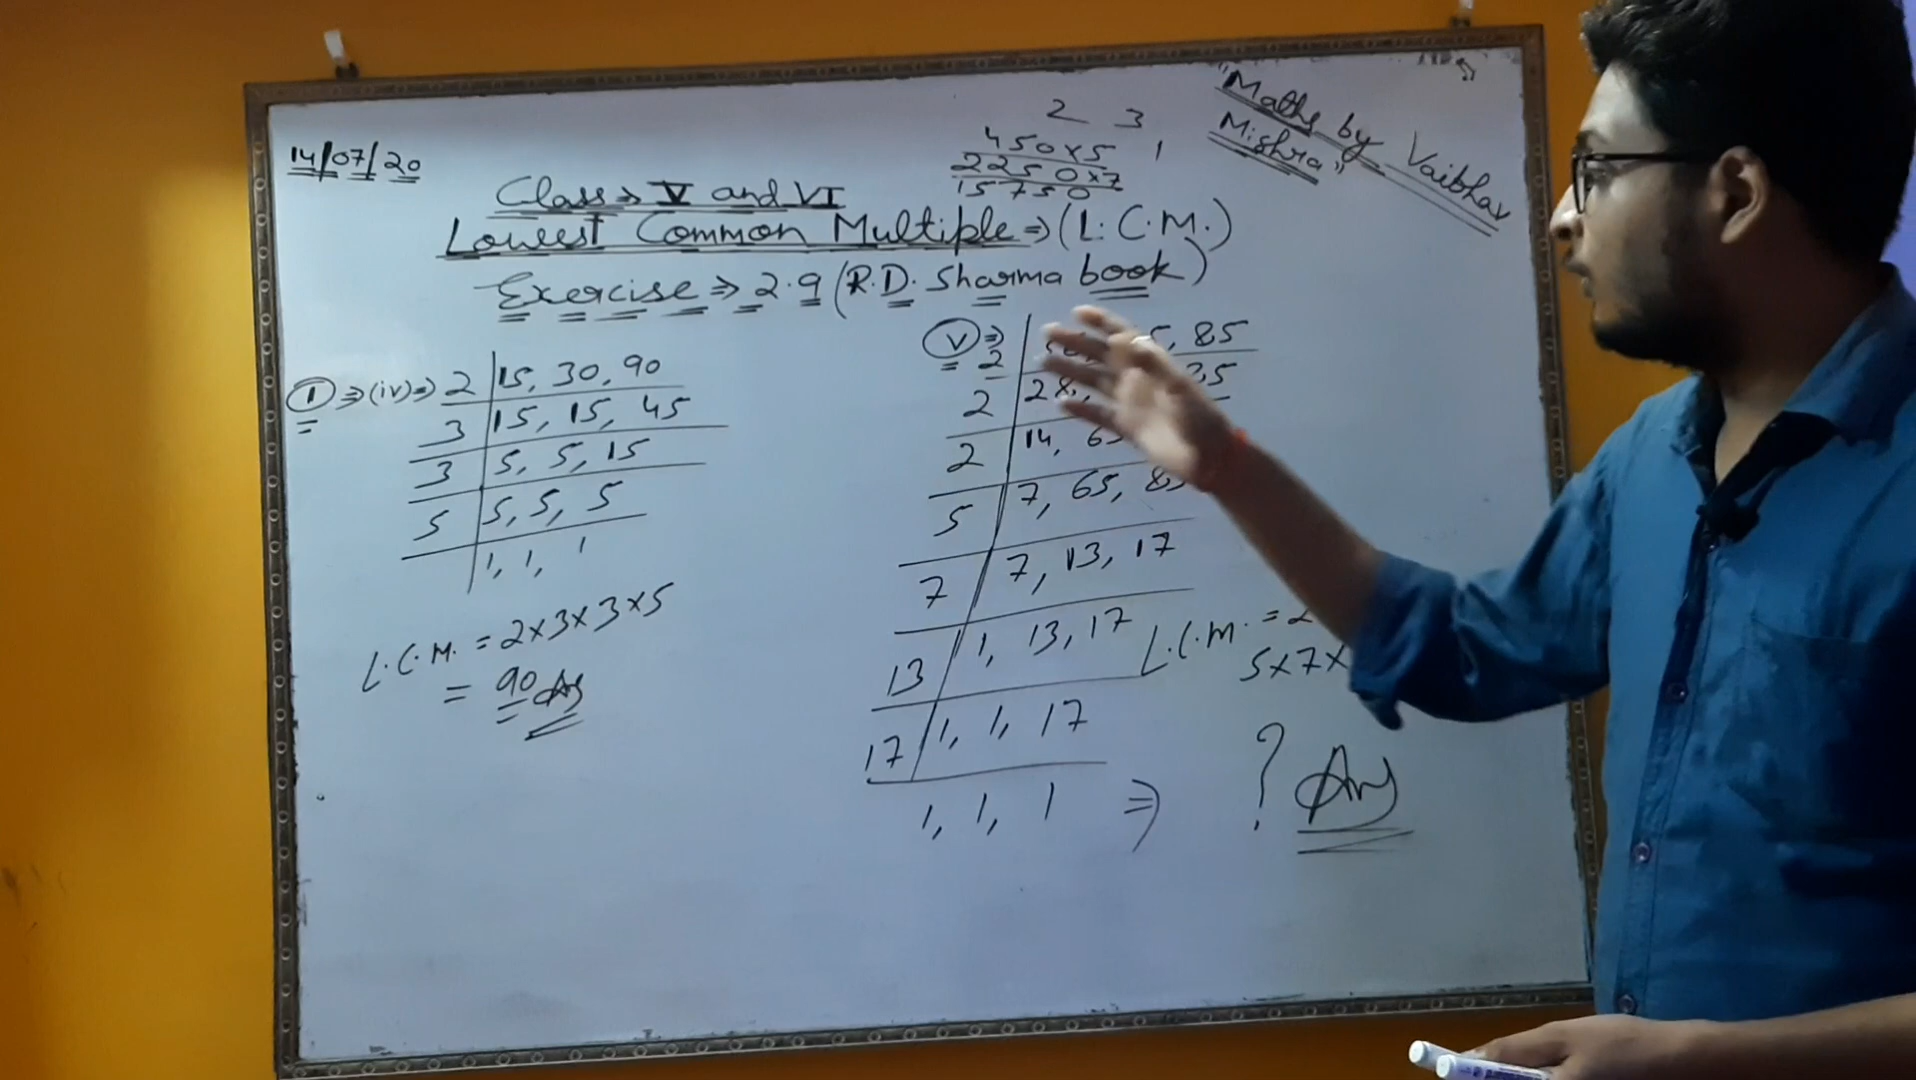 14/07/20
2 3
450×5 1
2250×7
15750
"Maths by Vaibhav
Mishra"
Class → V and VI
Lowest Common Multiple ⇒ (L.C.M.)
Exercise ⇒ 2.9 (R.D. Sharma book)
(1) ⇒ (iv) ⇒ 2 | 15, 30, 90
3 | 15, 15, 45
3 | 5, 5, 15
5 | 5, 5, 5
1, 1, 1
L.C.M. = 2×3×3×5
= 90 Ans
(V) ⇒
2 | 5, 85
2 | 28,
2 | 14, 65
5 | 7, 65, 85
7 | 7, 13, 17
13 | 1, 13, 17
17 | 1, 1, 17
1, 1, 1 ⇒
L.C.M. = 2
5×7×
? Ans